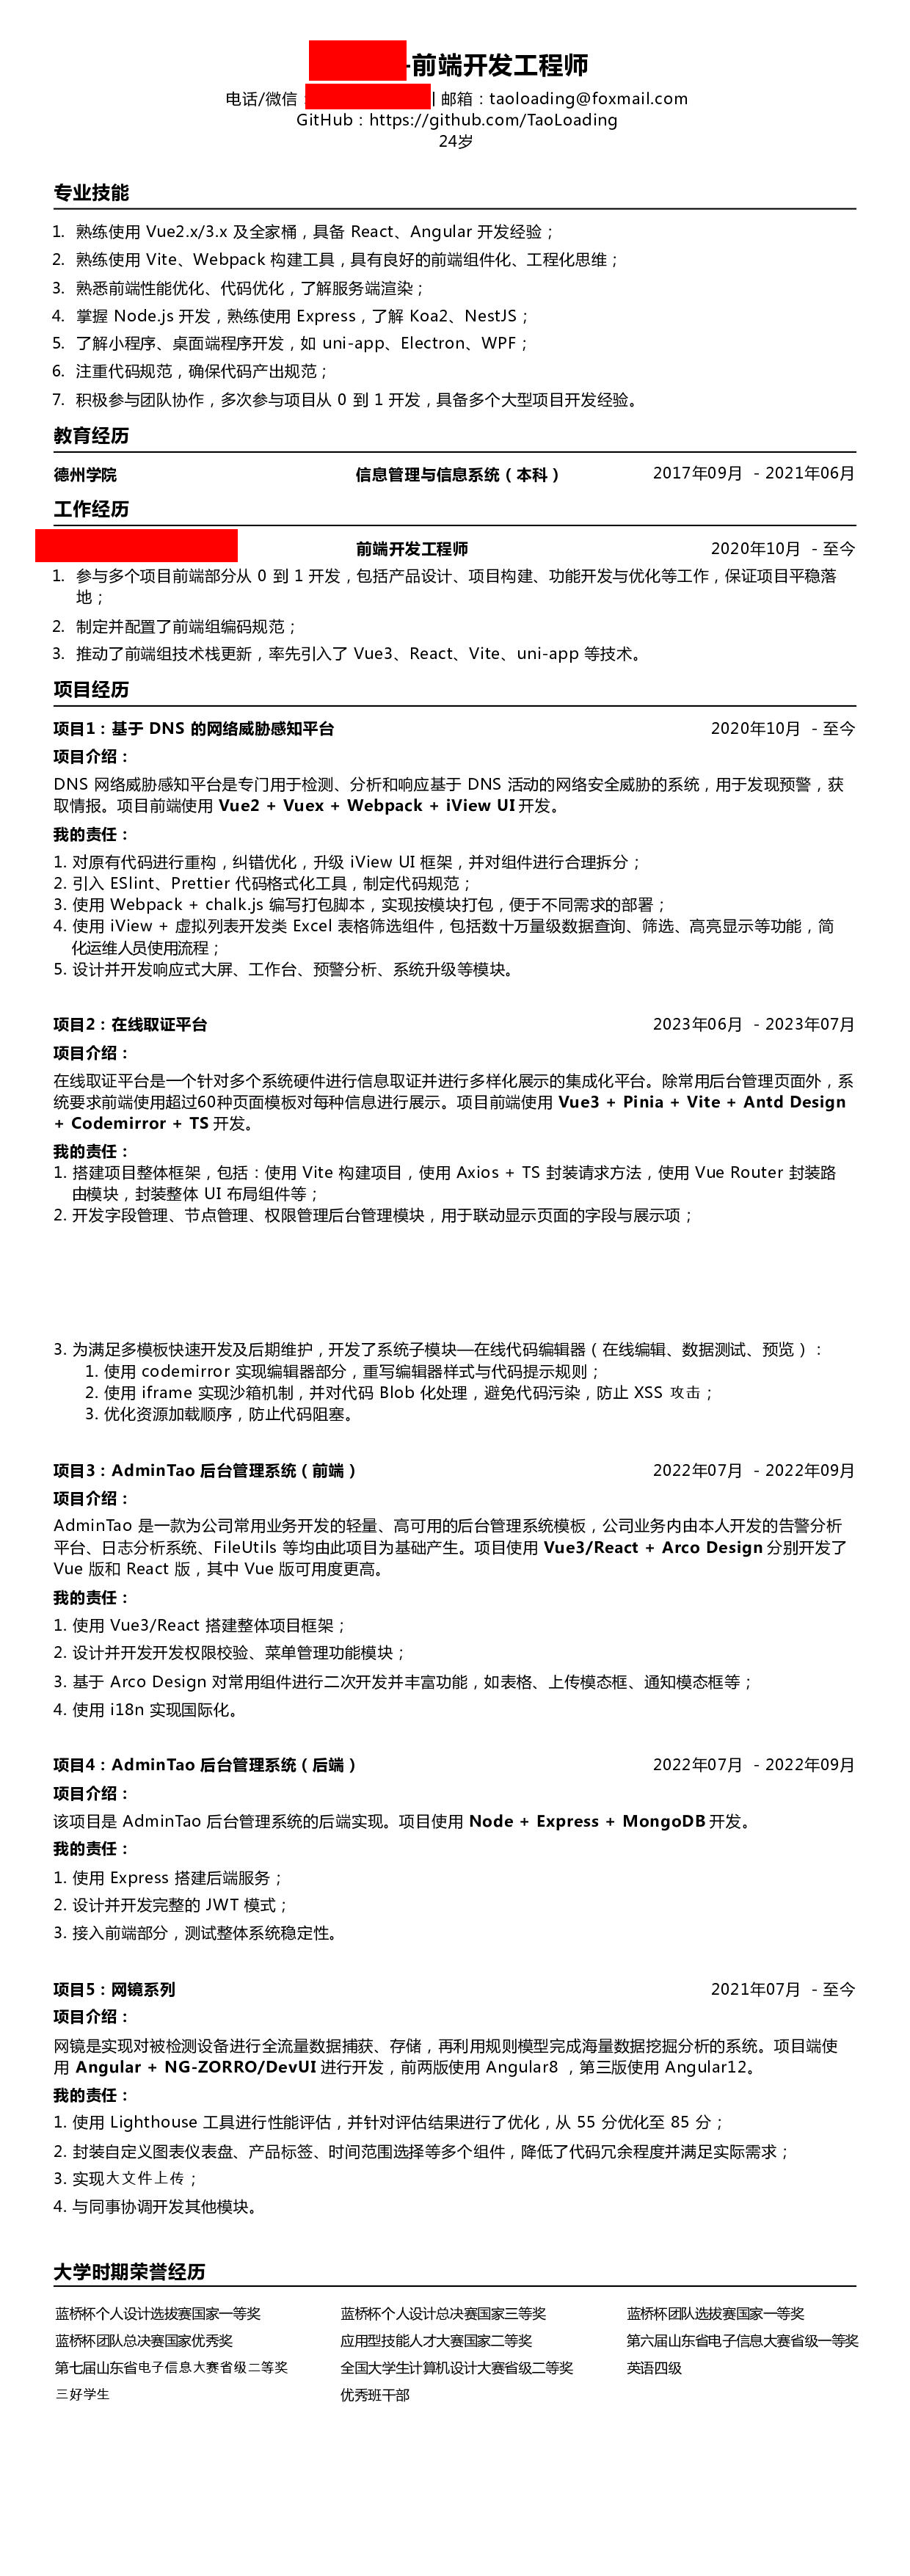 -前端开发工程师
电话/微信：| 邮箱：taoloading@foxmail.com
GitHub：https://github.com/TaoLoading
24岁
专业技能
1. 熟练使用 Vue2.x/3.x 及全家桶，具备 React、Angular 开发经验；
2. 熟练使用 Vite、Webpack 构建工具，具有良好的前端组件化、工程化思维；
3. 熟悉前端性能优化、代码优化，了解服务端渲染；
4. 掌握 Node.js 开发，熟练使用 Express，了解 Koa2、NestJS；
5. 了解小程序、桌面端程序开发，如 uni-app、Electron、WPF；
6. 注重代码规范，确保代码产出规范；
7. 积极参与团队协作，多次参与项目从 0 到 1 开发，具备多个大型项目开发经验。
教育经历
德州学院 信息管理与信息系统（本科） 2017年09月 - 2021年06月
工作经历
前端开发工程师 2020年10月 - 至今
1. 参与多个项目前端部分从 0 到 1 开发，包括产品设计、项目构建、功能开发与优化等工作，保证项目平稳落
地；
2. 制定并配置了前端组编码规范；
3. 推动了前端组技术栈更新，率先引入了 Vue3、React、Vite、uni-app 等技术。
项目经历
项目1：基于 DNS 的网络威胁感知平台 2020年10月 - 至今
项目介绍：
DNS 网络威胁感知平台是专门用于检测、分析和响应基于 DNS 活动的网络安全威胁的系统，用于发现预警，获
取情报。项目前端使用 Vue2 + Vuex + Webpack + iView UI 开发。
我的责任：
1. 对原有代码进行重构，纠错优化，升级 iView UI 框架，并对组件进行合理拆分；
2. 引入 ESlint、Prettier 代码格式化工具，制定代码规范；
3. 使用 Webpack + chalk.js 编写打包脚本，实现按模块打包，便于不同需求的部署；
4. 使用 iView + 虚拟列表开发类 Excel 表格筛选组件，包括数十万量级数据查询、筛选、高亮显示等功能，简
化运维人员使用流程；
5. 设计并开发响应式大屏、工作台、预警分析、系统升级等模块。
项目2：在线取证平台 2023年06月 - 2023年07月
项目介绍：
在线取证平台是一个针对多个系统硬件进行信息取证并进行多样化展示的集成化平台。除常用后台管理页面外，系
统要求前端使用超过60种页面模板对每种信息进行展示。项目前端使用 Vue3 + Pinia + Vite + Antd Design
+ Codemirror + TS 开发。
我的责任：
1. 搭建项目整体框架，包括：使用 Vite 构建项目，使用 Axios + TS 封装请求方法，使用 Vue Router 封装路
由模块，封装整体 UI 布局组件等；
2. 开发字段管理、节点管理、权限管理后台管理模块，用于联动显示页面的字段与展示项；
3. 为满足多模板快速开发及后期维护，开发了系统子模块—在线代码编辑器（在线编辑、数据测试、预览）：
1. 使用 codemirror 实现编辑器部分，重写编辑器样式与代码提示规则；
2. 使用 iframe 实现沙箱机制，并对代码 Blob 化处理，避免代码污染，防止 XSS 攻击；
3. 优化资源加载顺序，防止代码阻塞。
项目3：AdminTao 后台管理系统（前端） 2022年07月 - 2022年09月
项目介绍：
AdminTao 是一款为公司常用业务开发的轻量、高可用的后台管理系统模板，公司业务内由本人开发的告警分析
平台、日志分析系统、FileUtils 等均由此项目为基础产生。项目使用 Vue3/React + Arco Design 分别开发了
Vue 版和 React 版，其中 Vue 版可用度更高。
我的责任：
1. 使用 Vue3/React 搭建整体项目框架；
2. 设计并开发开发权限校验、菜单管理功能模块；
3. 基于 Arco Design 对常用组件进行二次开发并丰富功能，如表格、上传模态框、通知模态框等；
4. 使用 i18n 实现国际化。
项目4：AdminTao 后台管理系统（后端） 2022年07月 - 2022年09月
项目介绍：
该项目是 AdminTao 后台管理系统的后端实现。项目使用 Node + Express + MongoDB 开发。
我的责任：
1. 使用 Express 搭建后端服务；
2. 设计并开发完整的 JWT 模式；
3. 接入前端部分，测试整体系统稳定性。
项目5：网镜系列 2021年07月 - 至今
项目介绍：
网镜是实现对被检测设备进行全流量数据捕获、存储，再利用规则模型完成海量数据挖掘分析的系统。项目端使
用 Angular + NG-ZORRO/DevUI 进行开发，前两版使用 Angular8 ，第三版使用 Angular12。
我的责任：
1. 使用 Lighthouse 工具进行性能评估，并针对评估结果进行了优化，从 55 分优化至 85 分；
2. 封装自定义图表仪表盘、产品标签、时间范围选择等多个组件，降低了代码冗余程度并满足实际需求；
3. 实现大文件上传；
4. 与同事协调开发其他模块。
大学时期荣誉经历
蓝桥杯个人设计选拔赛国家一等奖 蓝桥杯个人设计总决赛国家三等奖 蓝桥杯团队选拔赛国家一等奖
蓝桥杯团队总决赛国家优秀奖 应用型技能人才大赛国家二等奖 第六届山东省电子信息大赛省级一等奖
第七届山东省电子信息大赛省级二等奖 全国大学生计算机设计大赛省级二等奖 英语四级
三好学生 优秀班干部